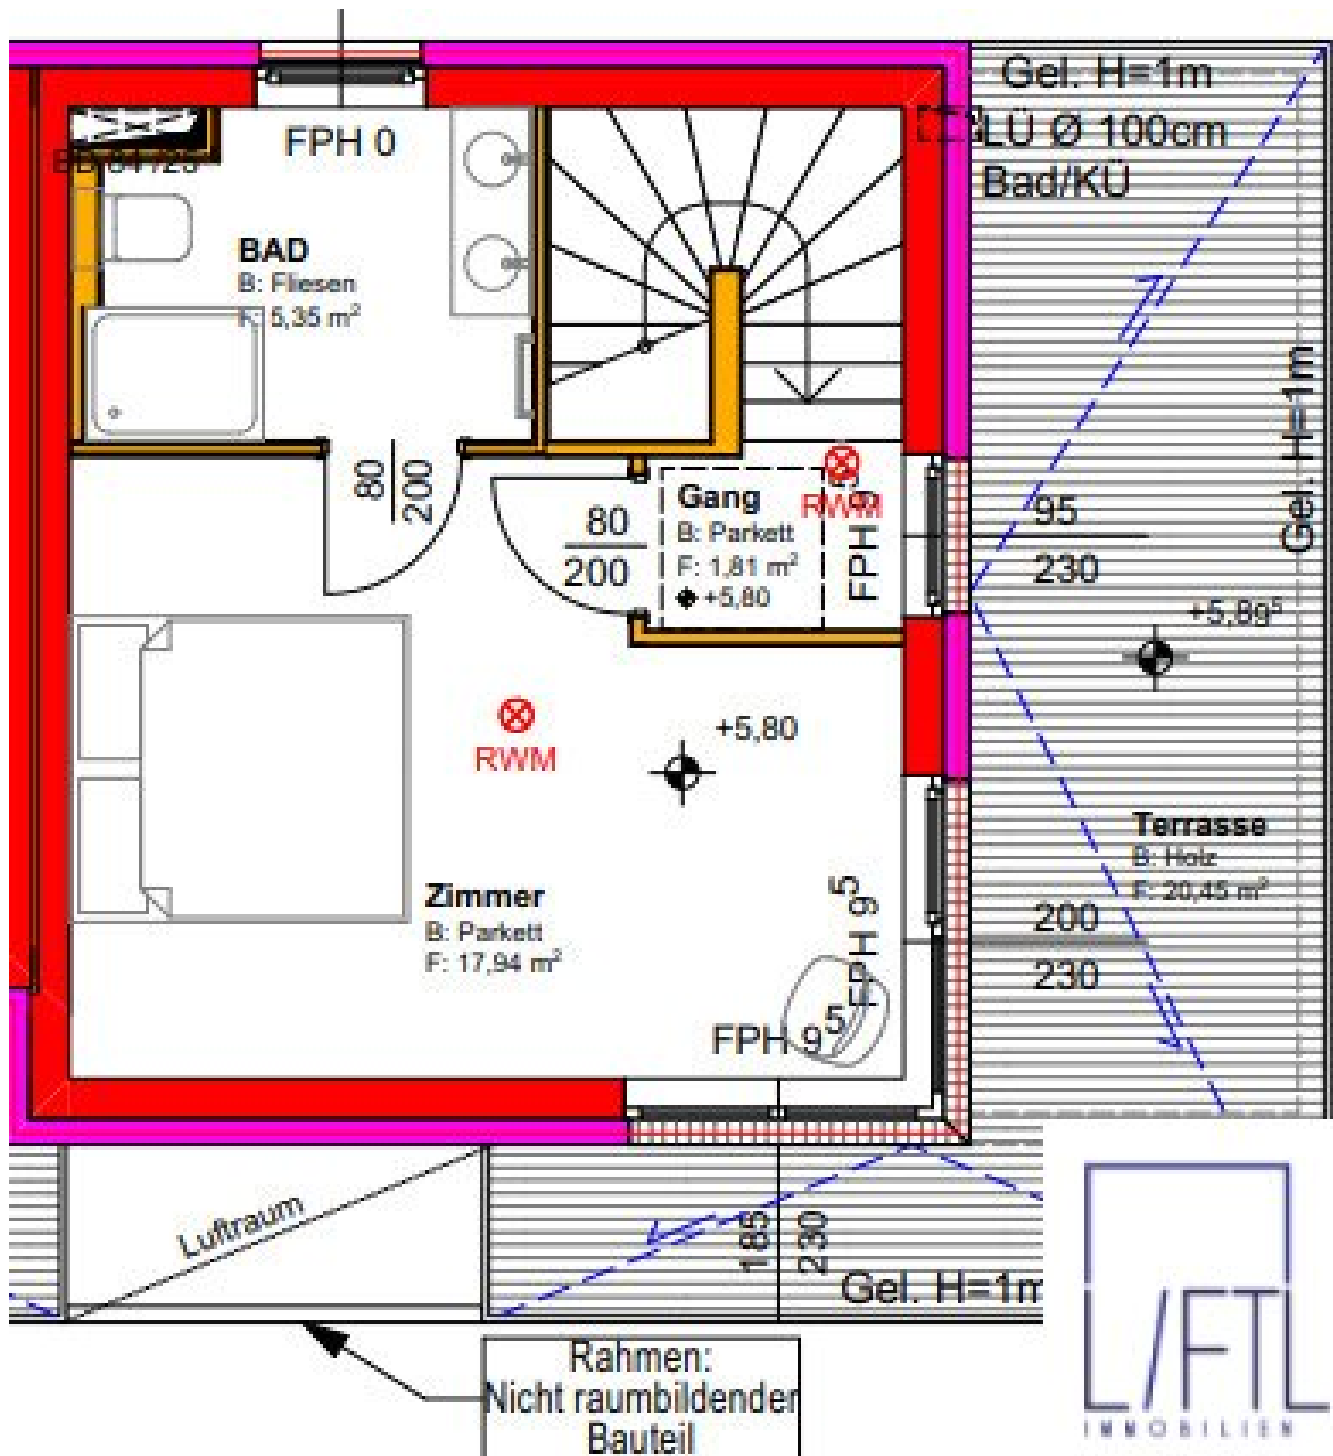 Gel. H=1m
LÜ Ø 100cm
Bad/KÜ
FPH 0
BAD
B: Fliesen
F: 5,35 m²
80
200
80
200
Gang
B: Parkett
F: 1,81 m²
+5,80
RWM
FPH 9⁵
95
230
Gel. H=1m
+5,89⁵
RWM
+5,80
Terrasse
B: Holz
F: 20,45 m²
Zimmer
B: Parkett
F: 17,94 m²
FPH 9⁵
200
230
FPH 9⁵
Luftraum
185
230
Gel. H=1m
Rahmen:
Nicht raumbildender
Bauteil
L/FTL
IMMOBILIEN